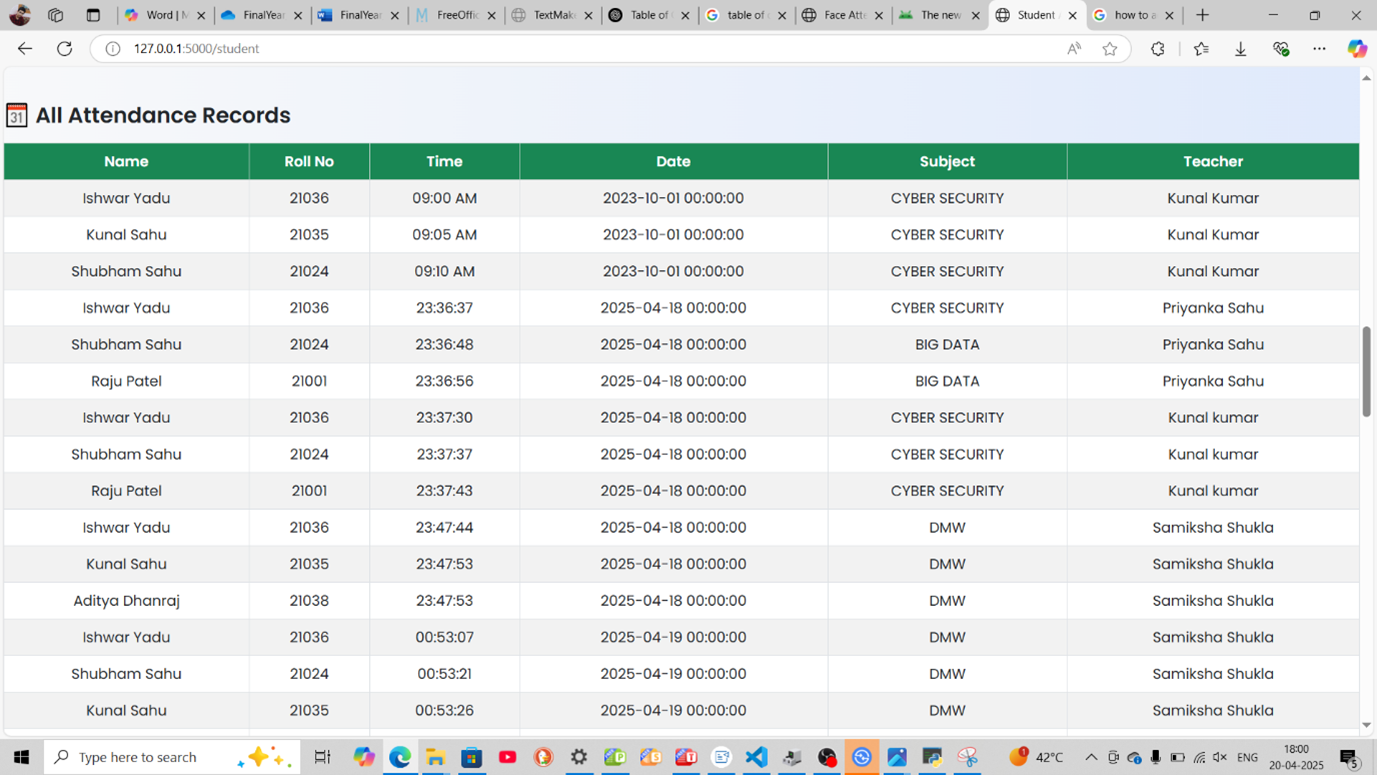 Word | M
FinalYear
FinalYear
FreeOffic
TextMake
Table of C
table of c
Face Atte
The new
Student A
how to a
127.0.0.1:5000/student
31 All Attendance Records
Name Roll No Time Date Subject Teacher
Ishwar Yadu 21036 09:00 AM 2023-10-01 00:00:00 CYBER SECURITY Kunal Kumar
Kunal Sahu 21035 09:05 AM 2023-10-01 00:00:00 CYBER SECURITY Kunal Kumar
Shubham Sahu 21024 09:10 AM 2023-10-01 00:00:00 CYBER SECURITY Kunal Kumar
Ishwar Yadu 21036 23:36:37 2025-04-18 00:00:00 CYBER SECURITY Priyanka Sahu
Shubham Sahu 21024 23:36:48 2025-04-18 00:00:00 BIG DATA Priyanka Sahu
Raju Patel 21001 23:36:56 2025-04-18 00:00:00 BIG DATA Priyanka Sahu
Ishwar Yadu 21036 23:37:30 2025-04-18 00:00:00 CYBER SECURITY Kunal kumar
Shubham Sahu 21024 23:37:37 2025-04-18 00:00:00 CYBER SECURITY Kunal kumar
Raju Patel 21001 23:37:43 2025-04-18 00:00:00 CYBER SECURITY Kunal kumar
Ishwar Yadu 21036 23:47:44 2025-04-18 00:00:00 DMW Samiksha Shukla
Kunal Sahu 21035 23:47:53 2025-04-18 00:00:00 DMW Samiksha Shukla
Aditya Dhanraj 21038 23:47:53 2025-04-18 00:00:00 DMW Samiksha Shukla
Ishwar Yadu 21036 00:53:07 2025-04-19 00:00:00 DMW Samiksha Shukla
Shubham Sahu 21024 00:53:21 2025-04-19 00:00:00 DMW Samiksha Shukla
Kunal Sahu 21035 00:53:26 2025-04-19 00:00:00 DMW Samiksha Shukla
Type here to search
1 42°C
ENG
18:00
20-04-2025
5